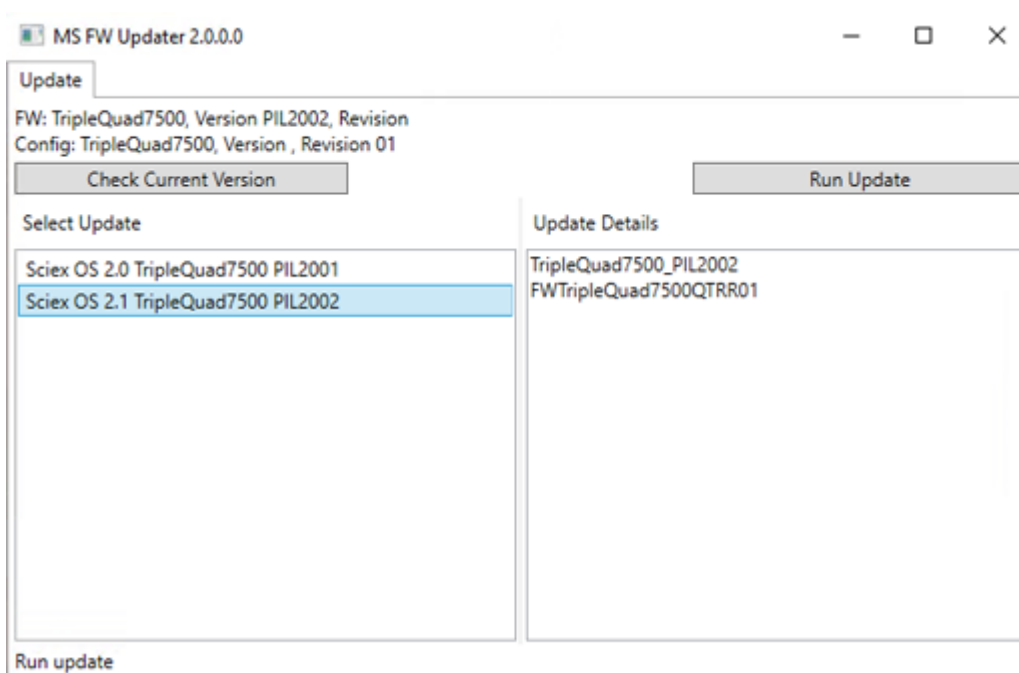 MS FW Updater 2.0.0.0
Update
FW: TripleQuad7500, Version PIL2002, Revision
Config: TripleQuad7500, Version , Revision 01
Check Current Version
Run Update
Select Update
Update Details
Sciex OS 2.0 TripleQuad7500 PIL2001
Sciex OS 2.1 TripleQuad7500 PIL2002
TripleQuad7500_PIL2002
FWTripleQuad7500QTRR01
Run update